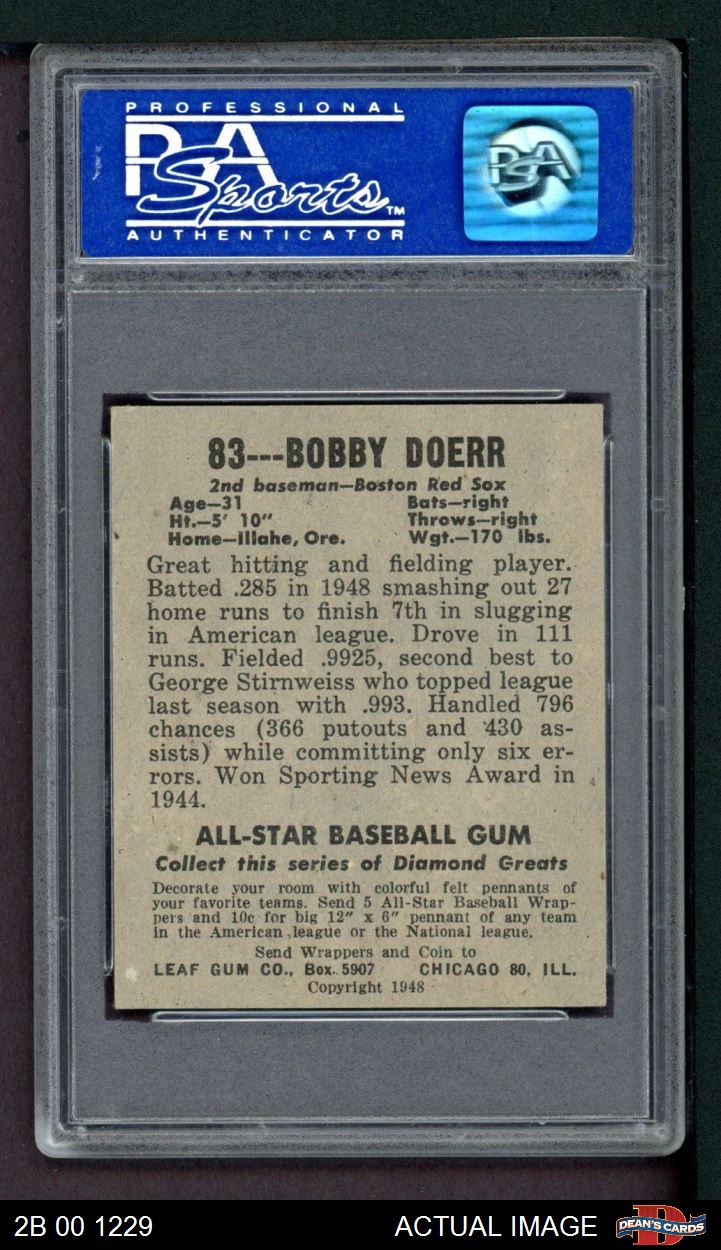 PROFESSIONAL
PSA
Sports™
AUTHENTICATOR
PSA
83---BOBBY DOERR
2nd baseman—Boston Red Sox
Age—31 Bats—right
Ht.—5' 10" Throws—right
Home—Illahe, Ore. Wgt.—170 lbs.
Great hitting and fielding player.
Batted .285 in 1948 smashing out 27
home runs to finish 7th in slugging
in American league. Drove in 111
runs. Fielded .9925, second best to
George Stirnweiss who topped league
last season with .993. Handled 796
chances (366 putouts and 430 as-
sists) while committing only six er-
rors. Won Sporting News Award in
1944.
ALL-STAR BASEBALL GUM
Collect this series of Diamond Greats
Decorate your room with colorful felt pennants of
your favorite teams. Send 5 All-Star Baseball Wrap-
pers and 10c for big 12" x 6" pennant of any team
in the American league or the National league.
Send Wrappers and Coin to
LEAF GUM CO., Box 5907 CHICAGO 80, ILL.
Copyright 1948
2B 00 1229 ACTUAL IMAGE DEAN'S CARDS